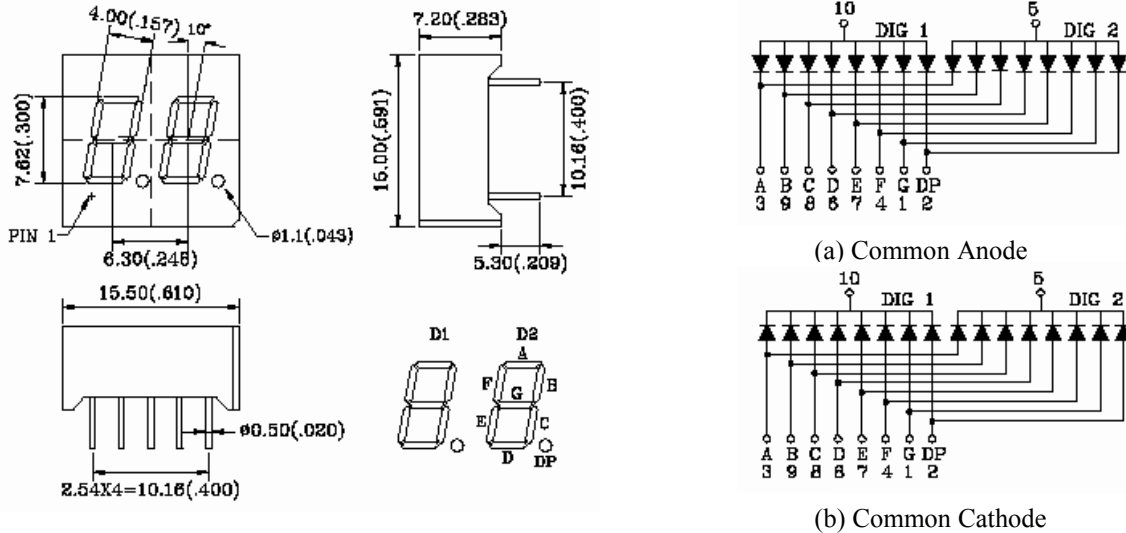 4.00(.157)
10°
7.62(.300)
PIN 1
6.30(.248)
ø1.1(.043)
7.20(.283)
15.00(.591)
10.16(.400)
5.30(.209)
15.50(.610)
ø0.50(.020)
2.54X4=10.16(.400)
D1 D2
A
F B
G
E C
D DP
10 5
DIG 1 DIG 2
A B C D E F G DP
3 9 8 6 7 4 1 2
(a) Common Anode
10 5
DIG 1 DIG 2
A B C D E F G DP
3 9 8 6 7 4 1 2
(b) Common Cathode